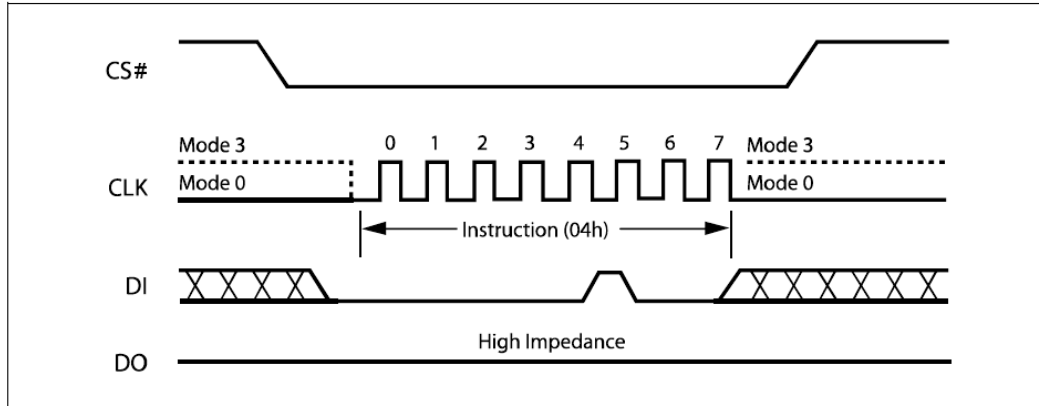 CS#
Mode 3
0 1 2 3 4 5 6 7
Mode 3
CLK
Mode 0
Mode 0
Instruction (04h)
DI
High Impedance
DO